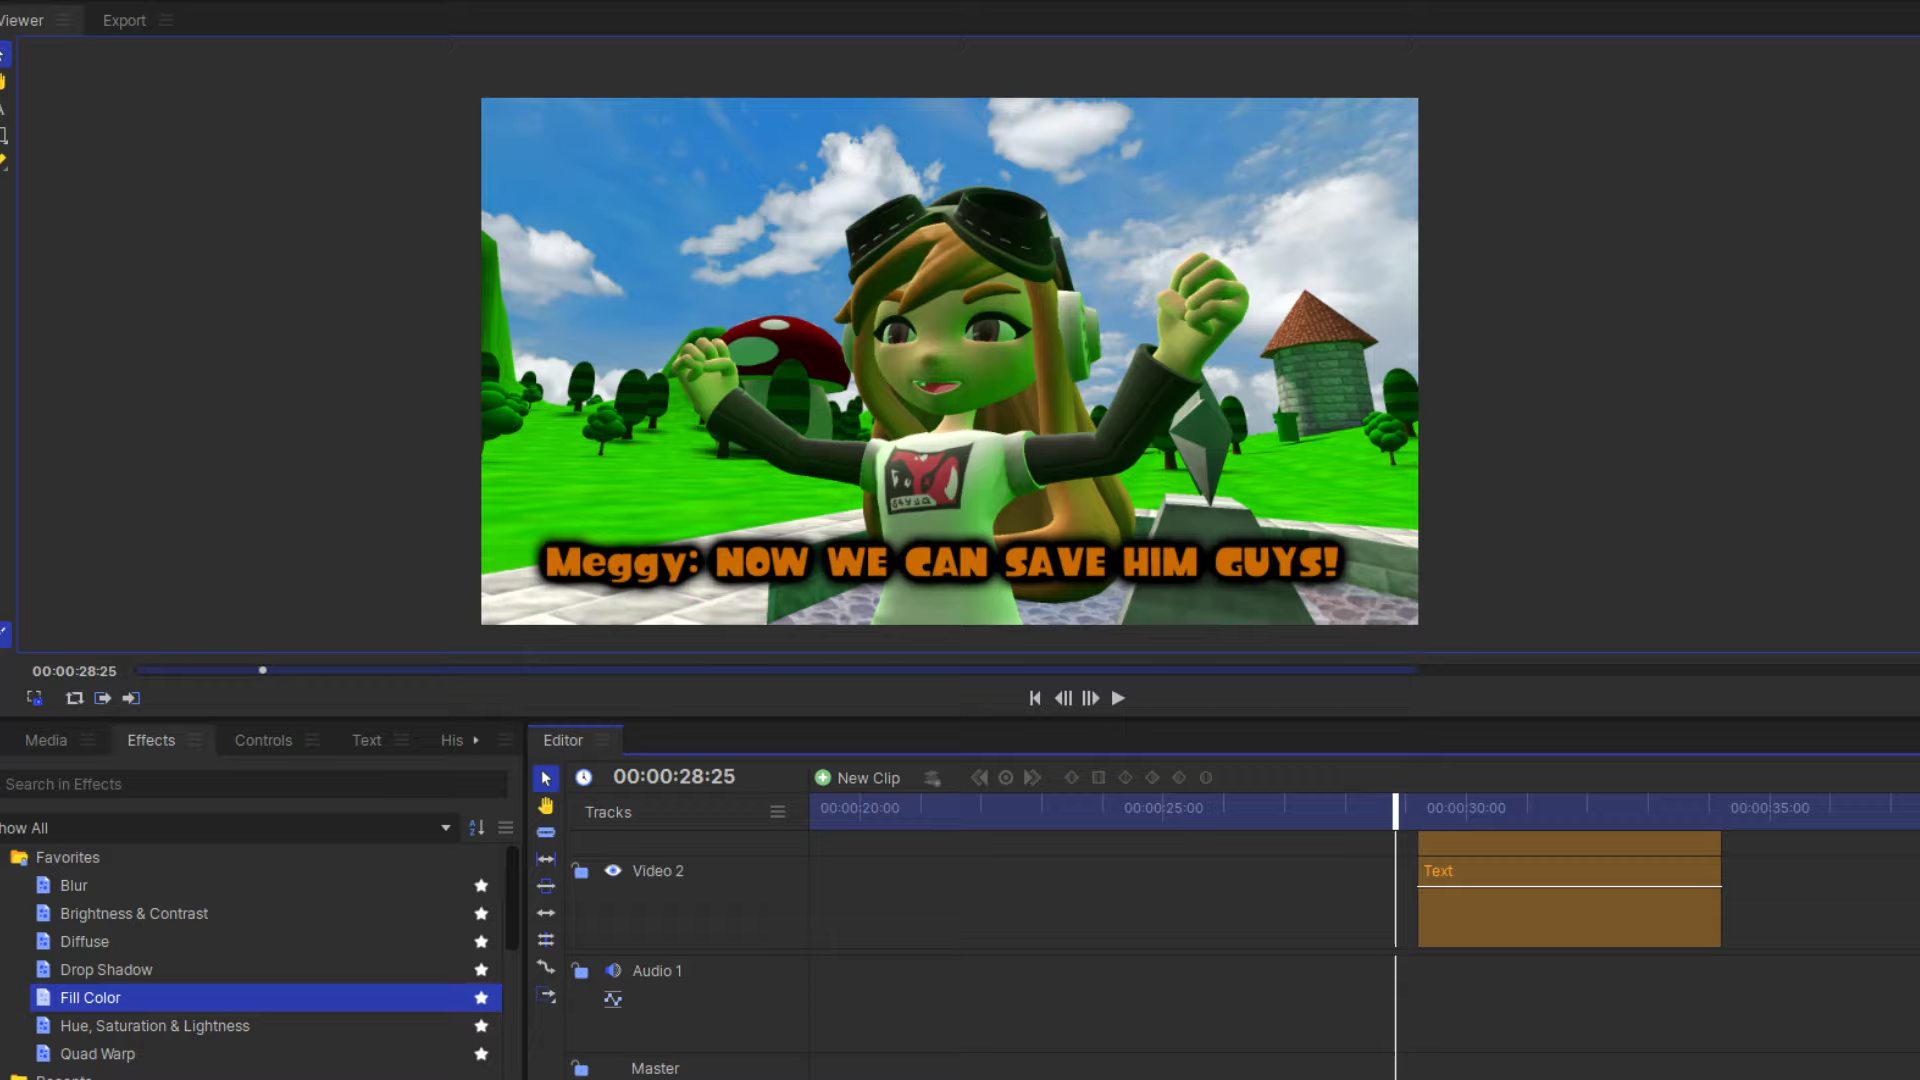 Viewer
Export
Meggy: NOW WE CAN SAVE HIM GUYS!
00:00:28:25
Media
Effects
Controls
Text
His
Editor
Search in Effects
00:00:28:25
New Clip
Tracks
00:00:20:00
00:00:25:00
00:00:30:00
00:00:35:00
how All
Favorites
Blur
Brightness & Contrast
Diffuse
Drop Shadow
Fill Color
Hue, Saturation & Lightness
Quad Warp
Video 2
Text
Audio 1
Master